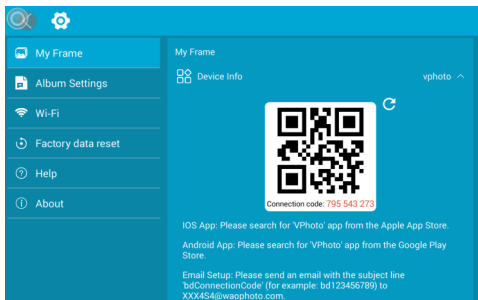 My Frame
Album Settings
Wi-Fi
Factory data reset
Help
About
My Frame
Device Info
vphoto
Connection code: 795 543 273
IOS App: Please search for 'VPhoto' app from the Apple App Store.
Android App: Please search for 'VPhoto' app from the Google Play
Store.
Email Setup: Please send an email with the subject line
'bdConnectionCode' (for example: bd123456789) to
XXX4S4@waophoto.com.